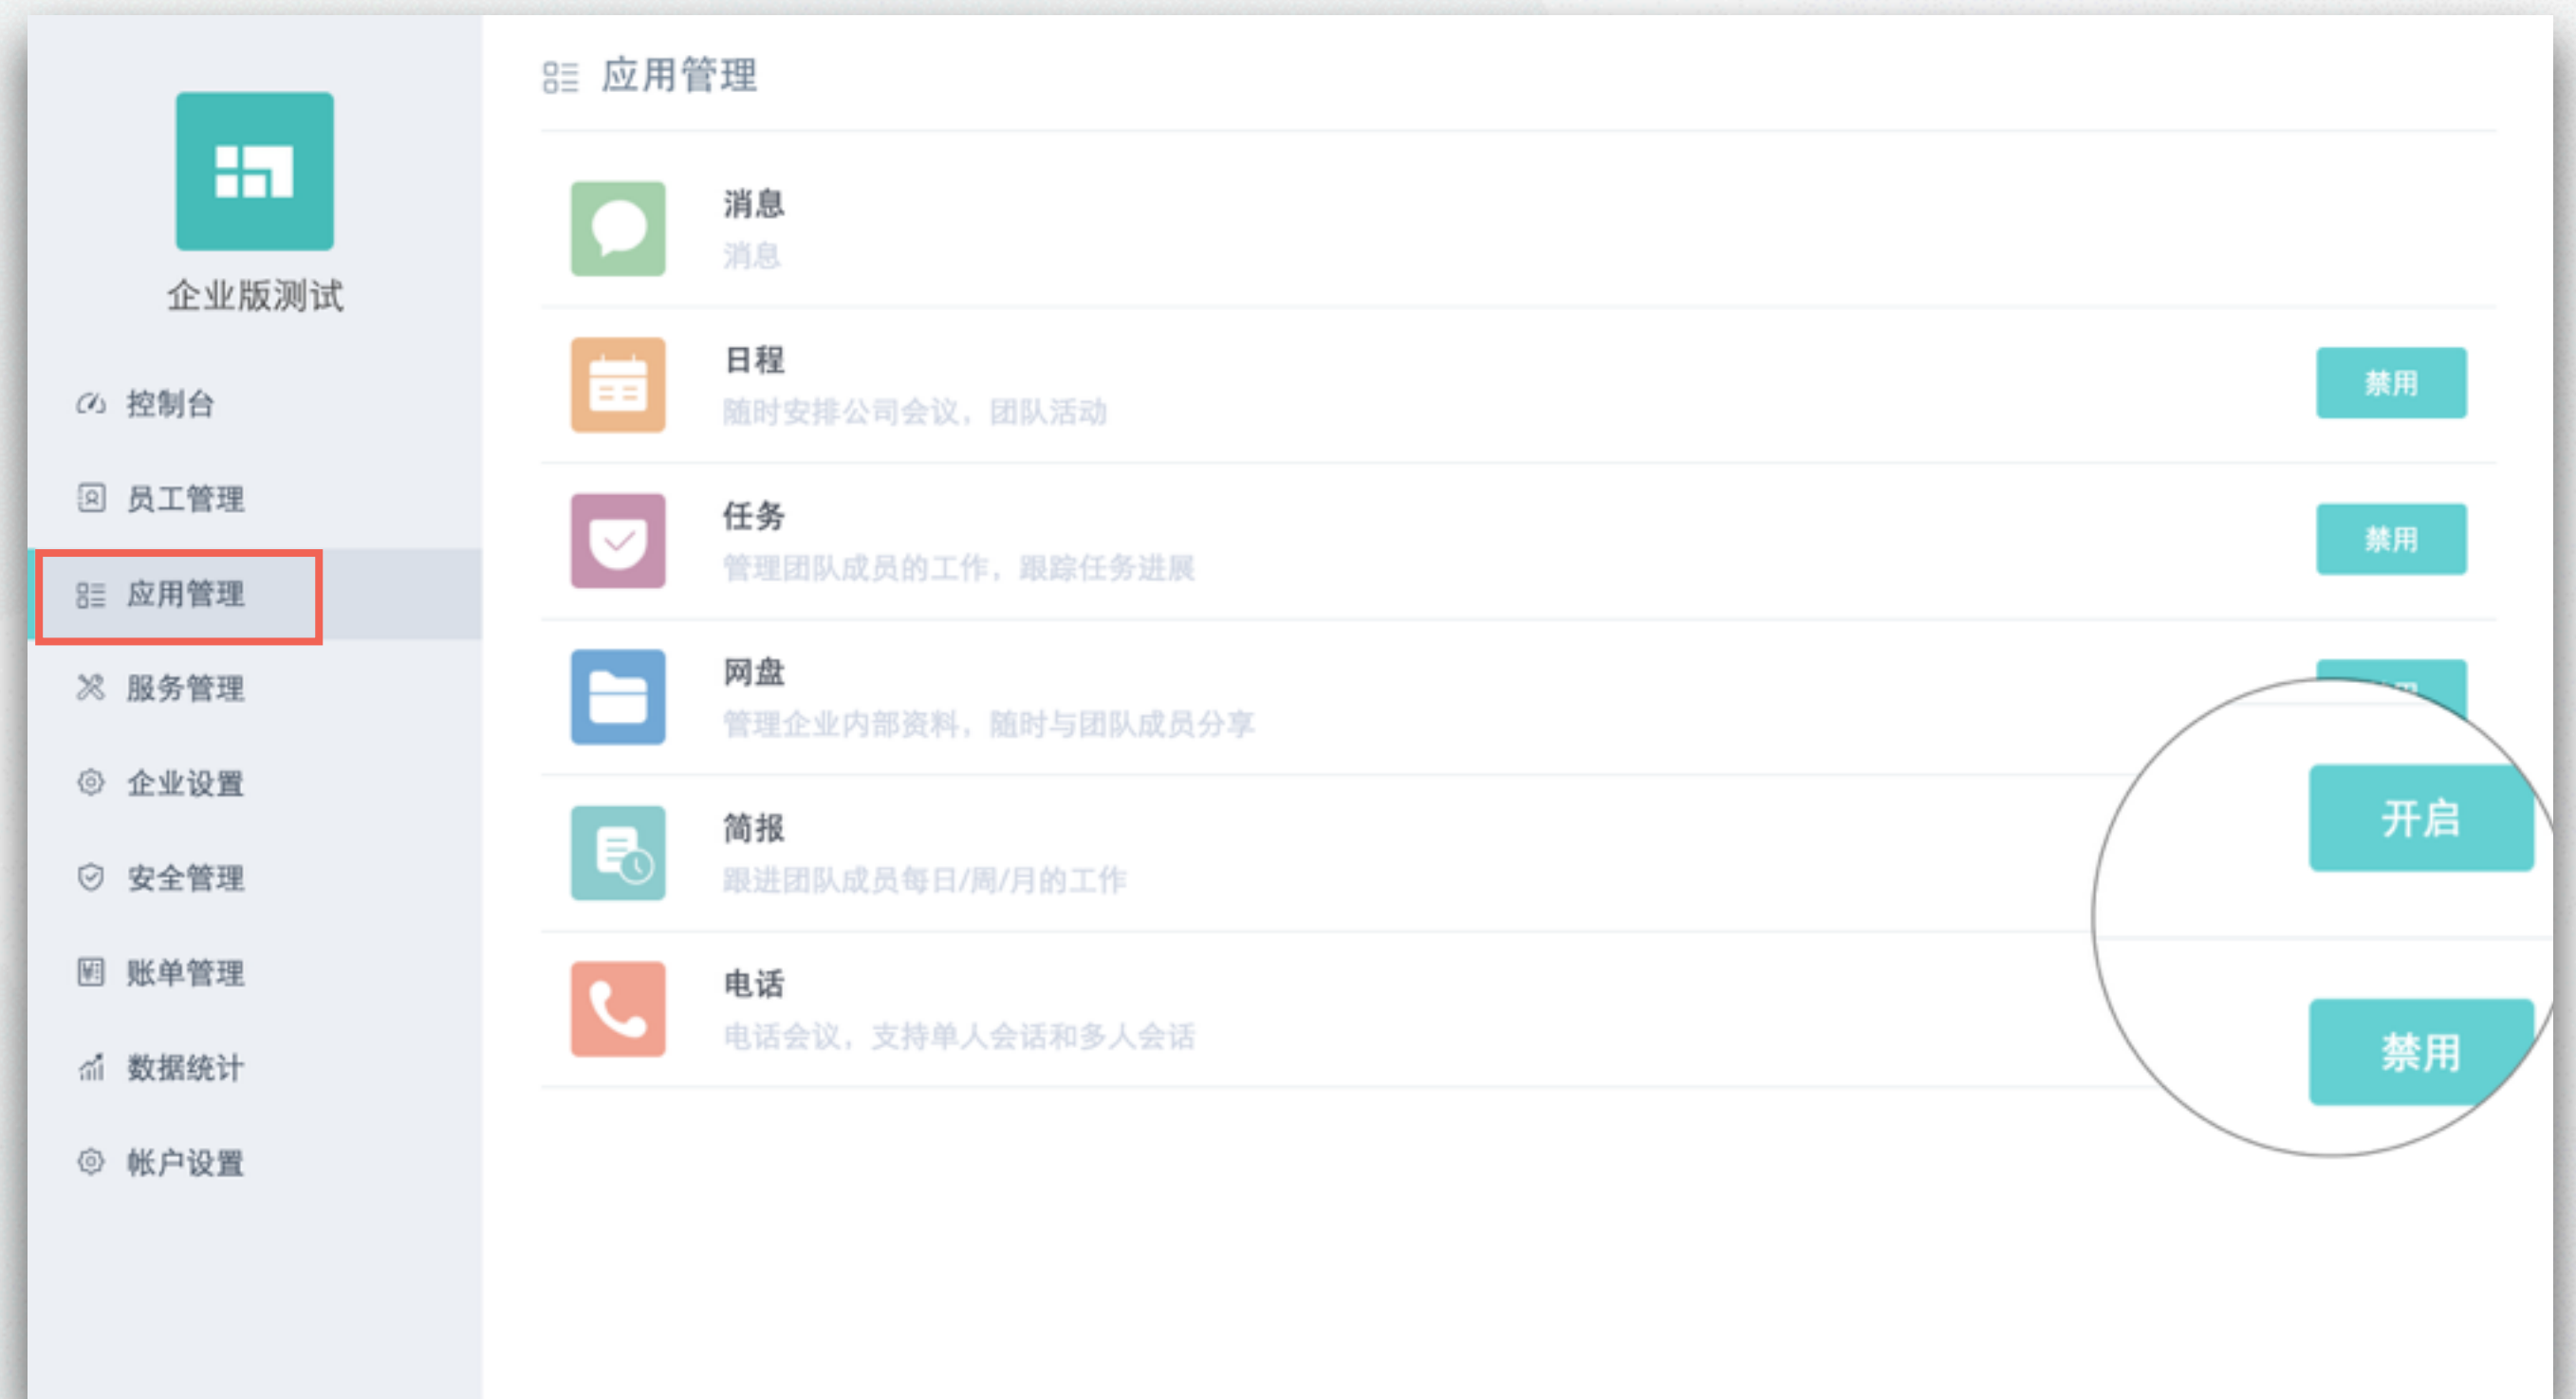 企业版测试
控制台
员工管理
应用管理
服务管理
企业设置
安全管理
账单管理
数据统计
帐户设置
应用管理
消息
消息
日程
随时安排公司会议，团队活动
禁用
任务
管理团队成员的工作，跟踪任务进展
禁用
网盘
管理企业内部资料，随时与团队成员分享
用
简报
跟进团队成员每日/周/月的工作
开启
电话
电话会议，支持单人会话和多人会话
禁用